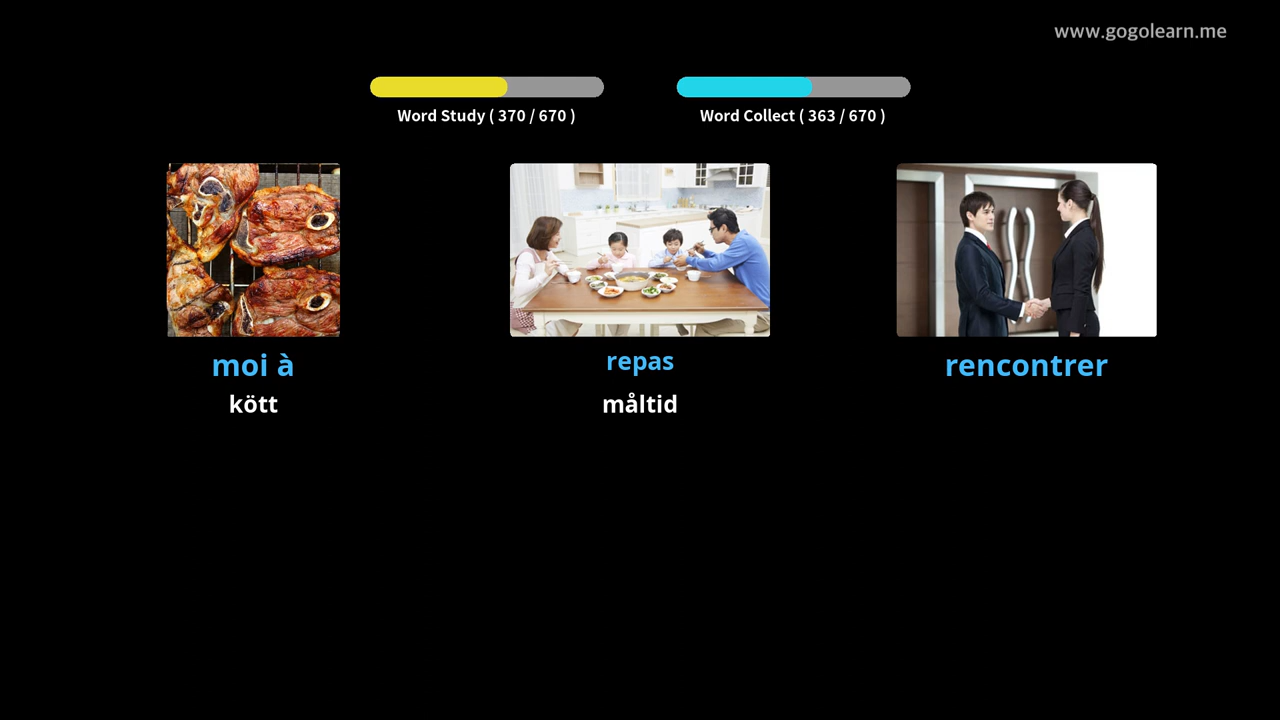 www.gogolearn.me
Word Study ( 370 / 670 )
Word Collect ( 363 / 670 )
moi à
kött
repas
måltid
rencontrer